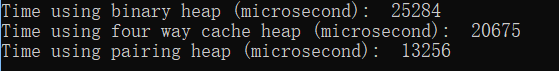 Time using binary heap (microsecond):  25284
Time using four way cache heap (microsecond):  20675
Time using pairing heap (microsecond):  13256